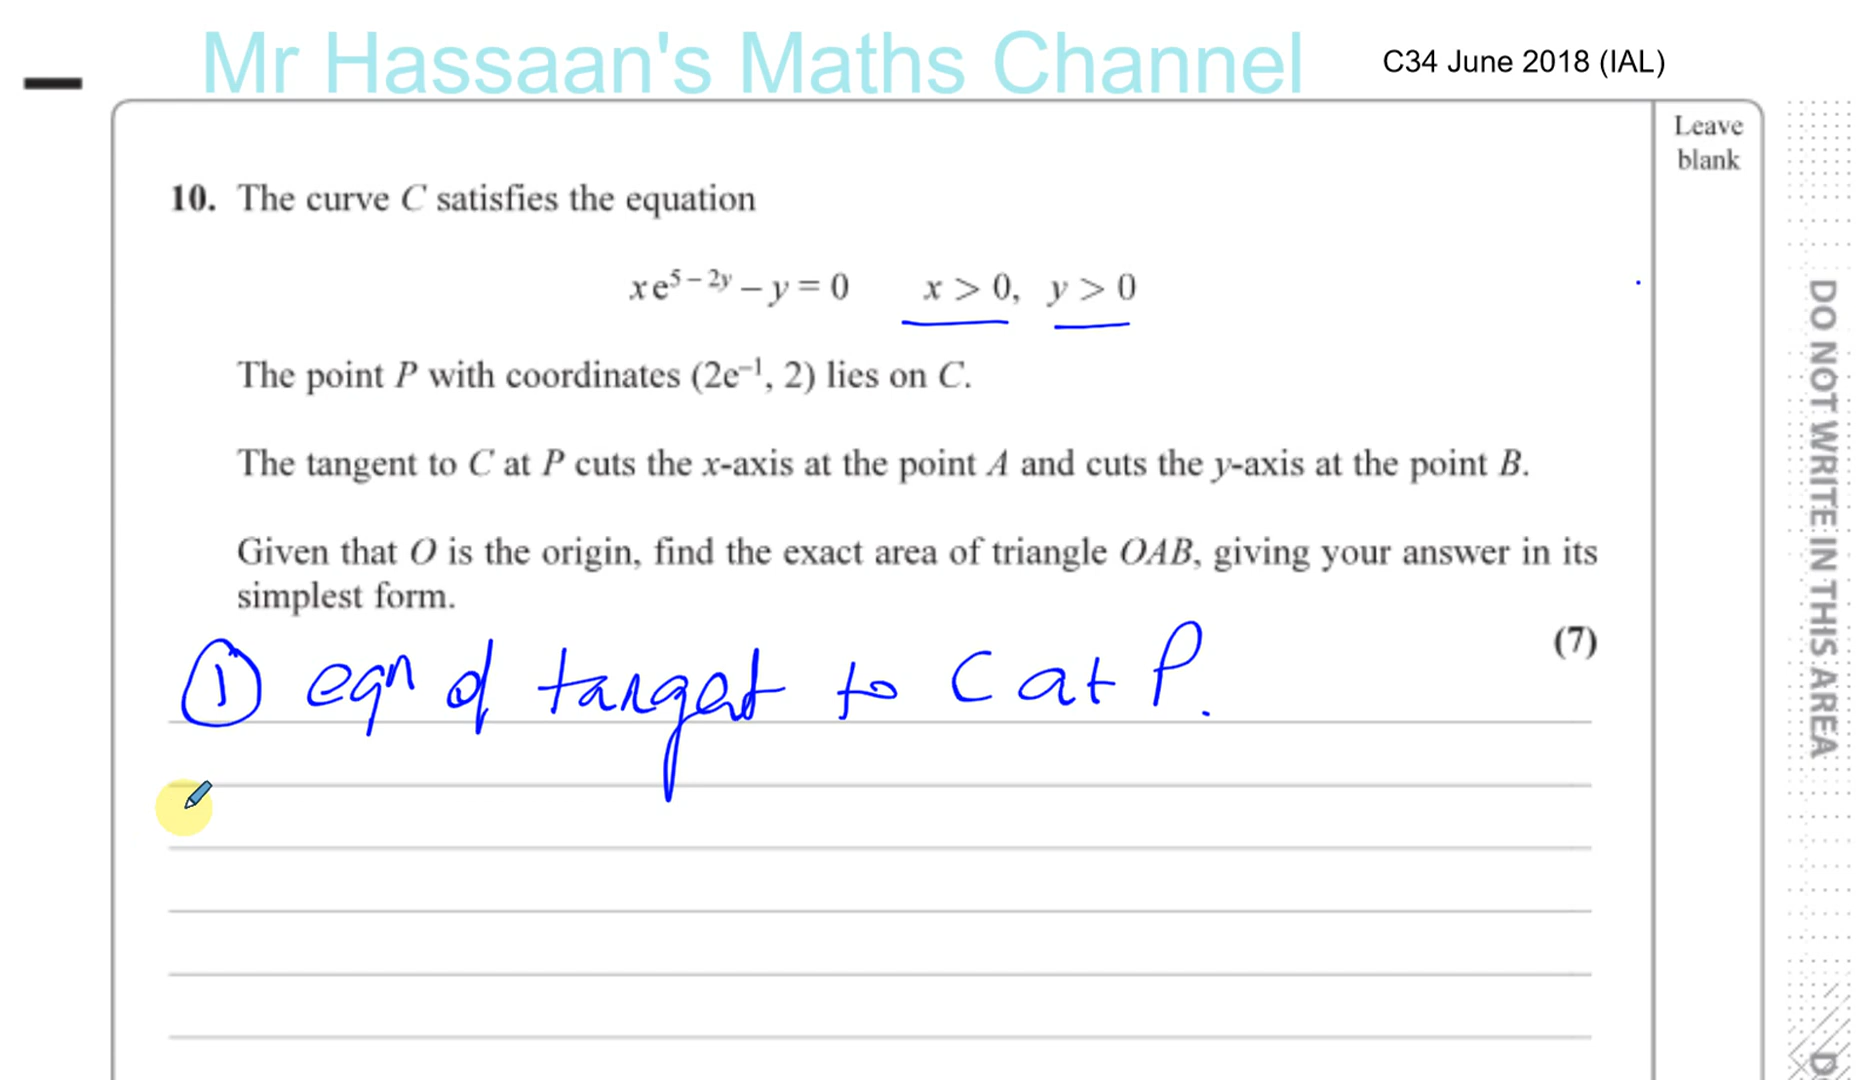 Mr Hassaan's Maths Channel
C34 June 2018 (IAL)
Leave
blank
10. The curve C satisfies the equation
xe^{5-2y} – y = 0 x > 0, y > 0
The point P with coordinates (2e^{–1}, 2) lies on C.
The tangent to C at P cuts the x-axis at the point A and cuts the y-axis at the point B.
Given that O is the origin, find the exact area of triangle OAB, giving your answer in its
simplest form.
(7)
① eqn of tangat to C at P.
DO NOT WRITE IN THIS AREA